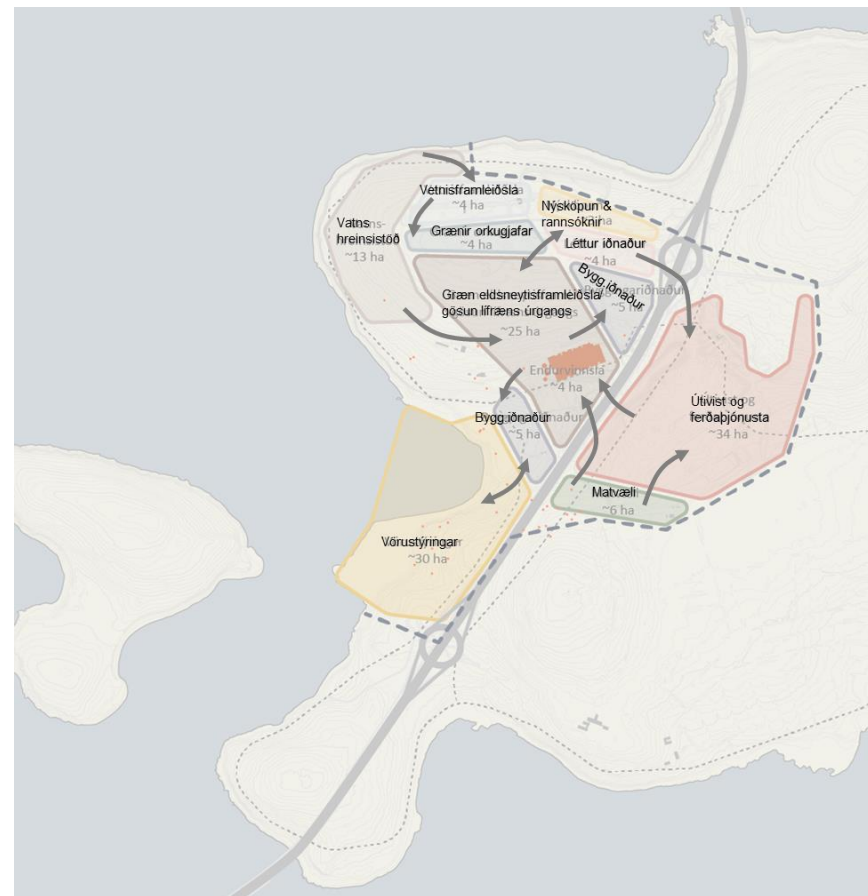 Vetnisframleiðsla
~4 ha
Nýsköpun &
rannsóknir
Vatns
hreinsistöð
~13 ha
Grænir orkugjafar
~4 ha
Léttur iðnaður
~4 ha
Bygg.iðnaður
~5 ha
Græn eldsneytisframleiðsla/
gösun lífræns úrgangs
~25 ha
Endurvinnsla
~4 ha
Útivist og
ferðaþjónusta
~34 ha
Bygg.iðnaður
~5 ha
Matvæli
~6 ha
Vörustýringar
~30 ha